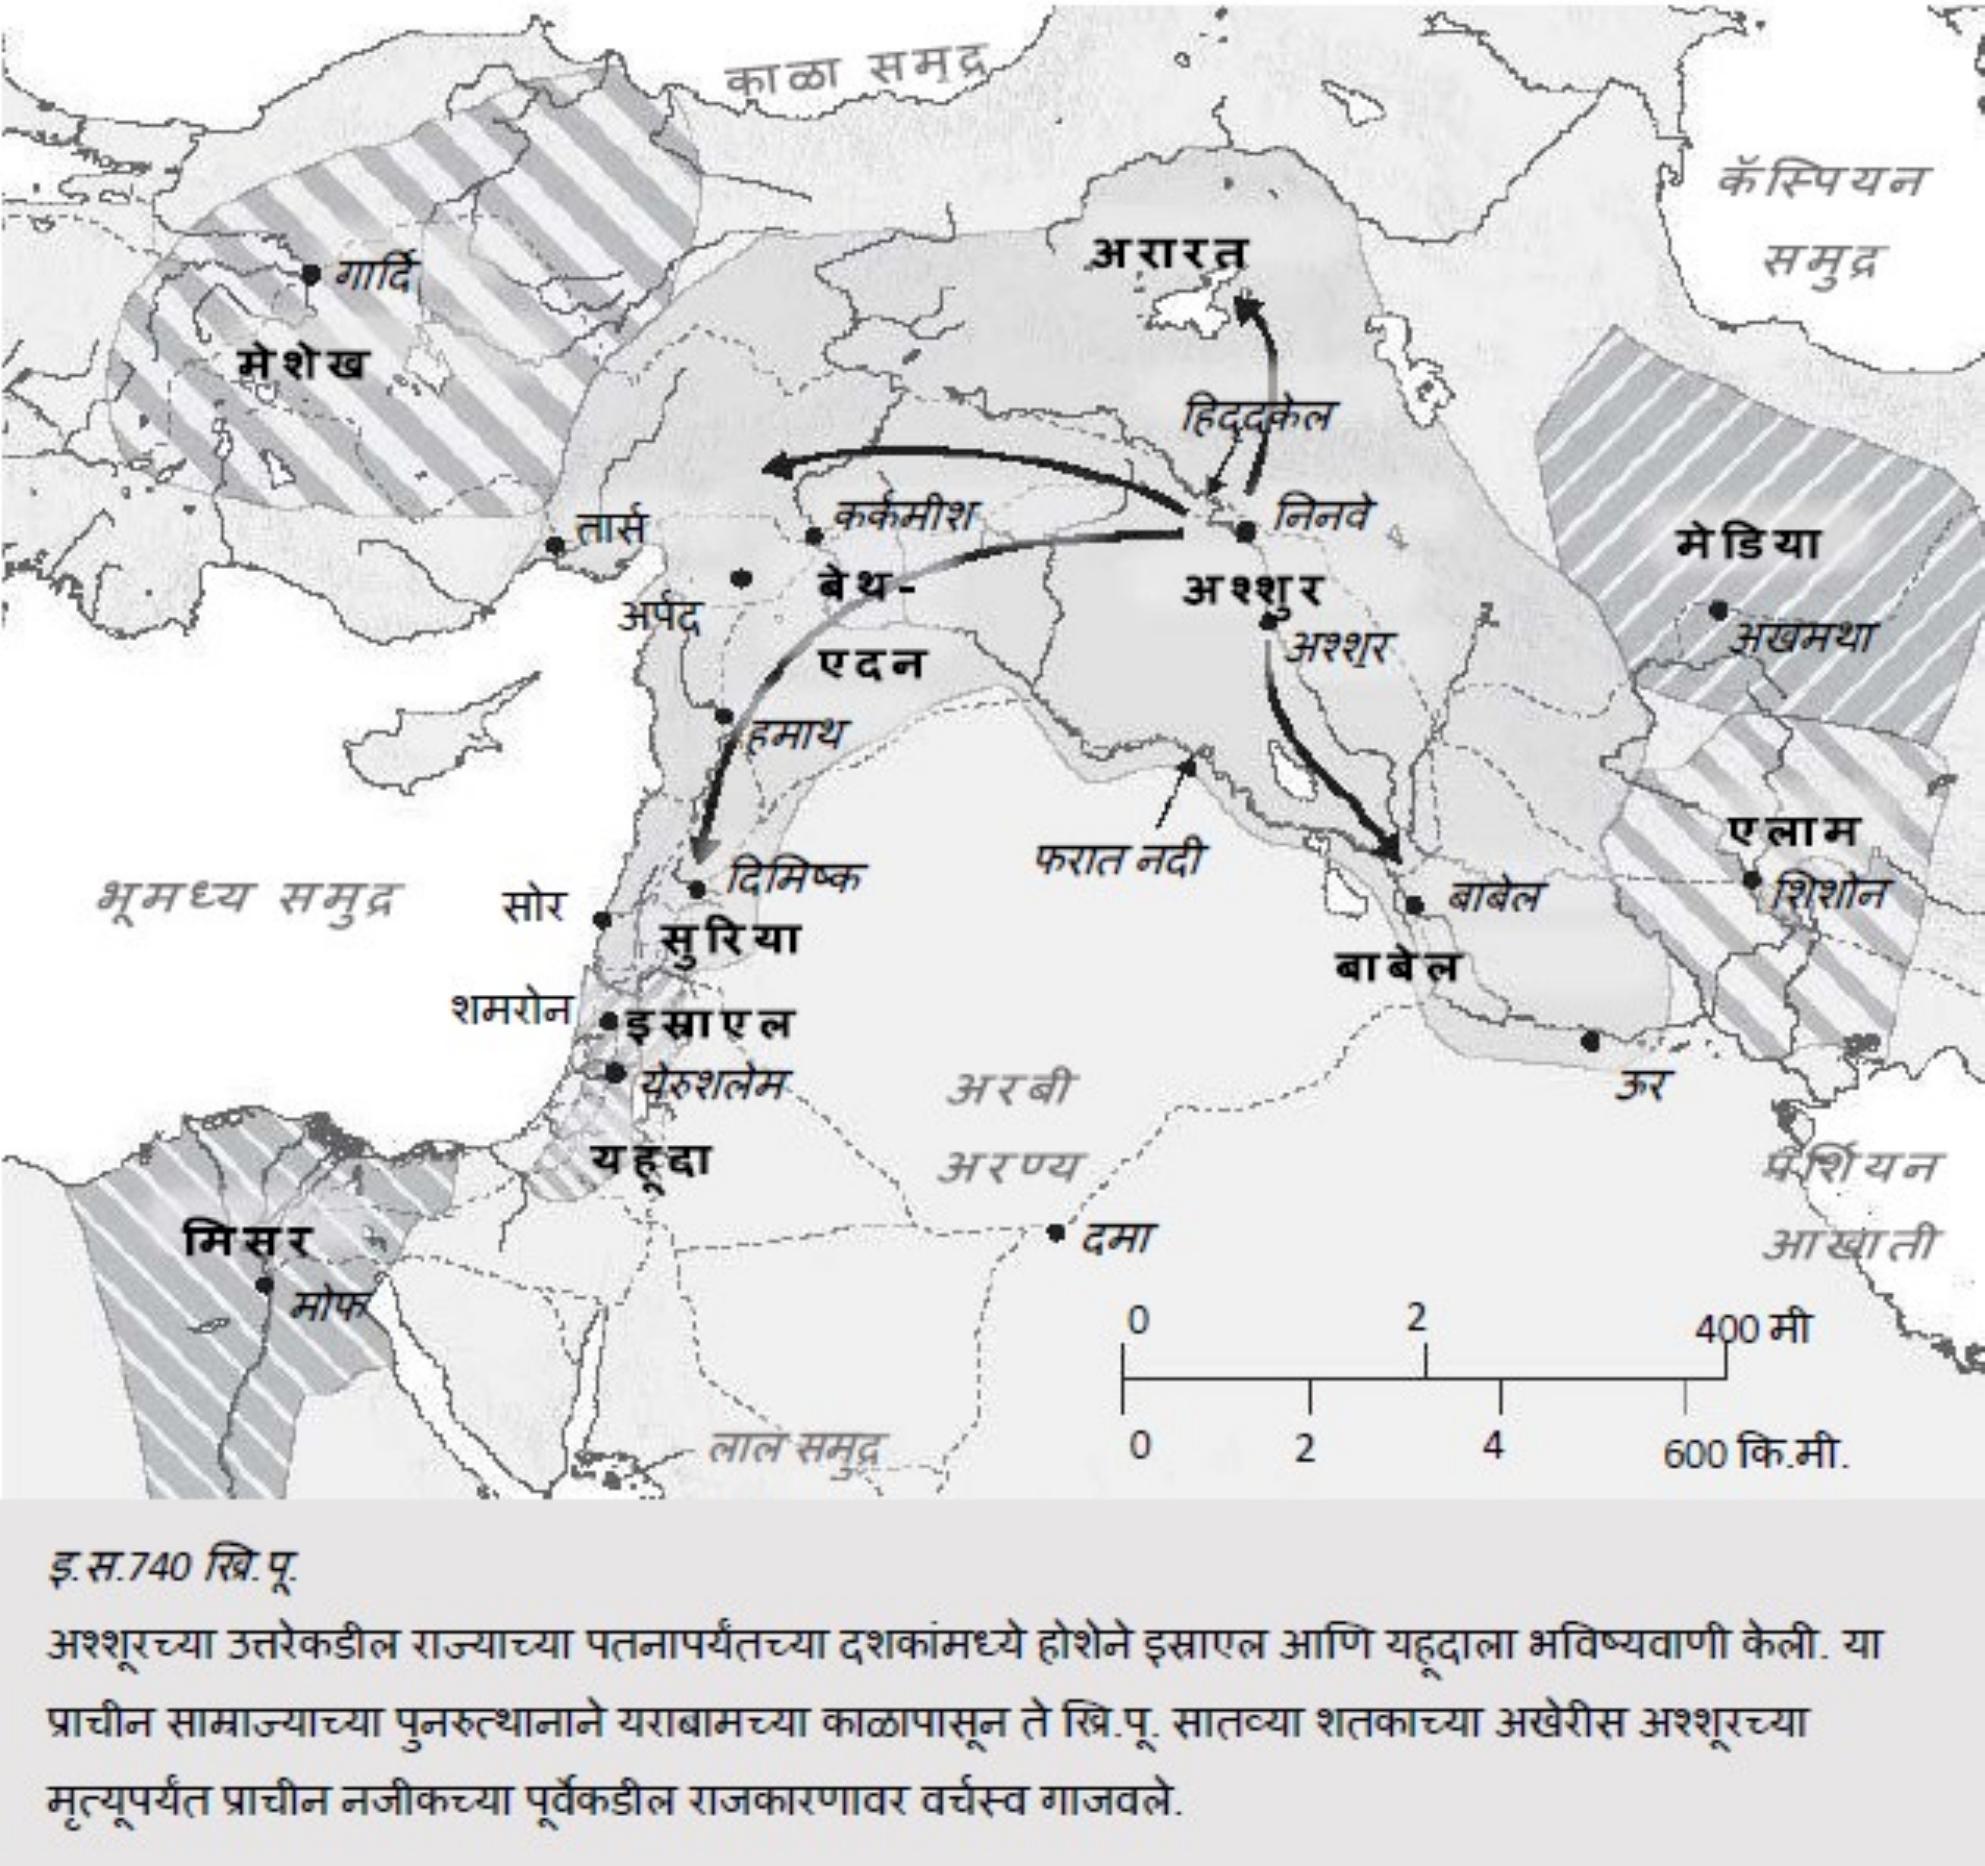 काळा समुद्र
कॅस्पियन
समुद्र
अरारत
गार्दि
मेशेख
हिद्दकेल
तार्स
कर्कमीश
निनवे
मेडिया
अर्पद
बेथ-
अश्शुर
एदन
अश्शूर
अखमथा
हमाथ
एलाम
फरात नदी
भूमध्य समुद्र
सोर
दिमिष्क
बाबेल
शिशोन
सुरिया
बाबेल
शमरोन
इस्राएल
येरुशलेम
अरबी
ऊर
यहूदा
अरण्य
पर्शियन
मिसर
दमा
आखाती
मोफ
0 2 400 मी
लाल समुद्र
0 2 4 600 कि.मी.
इ.स.740 ख्रि.पू.
अश्शूरच्या उत्तरेकडील राज्याच्या पतनापर्यंतच्या दशकांमध्ये होशेने इस्राएल आणि यहूदाला भविष्यवाणी केली. या
प्राचीन साम्राज्याच्या पुनरुत्थानाने यराबामच्या काळापासून ते ख्रि.पू. सातव्या शतकाच्या अखेरीस अश्शूरच्या
मृत्यूपर्यंत प्राचीन नजीकच्या पूर्वेकडील राजकारणावर वर्चस्व गाजवले.